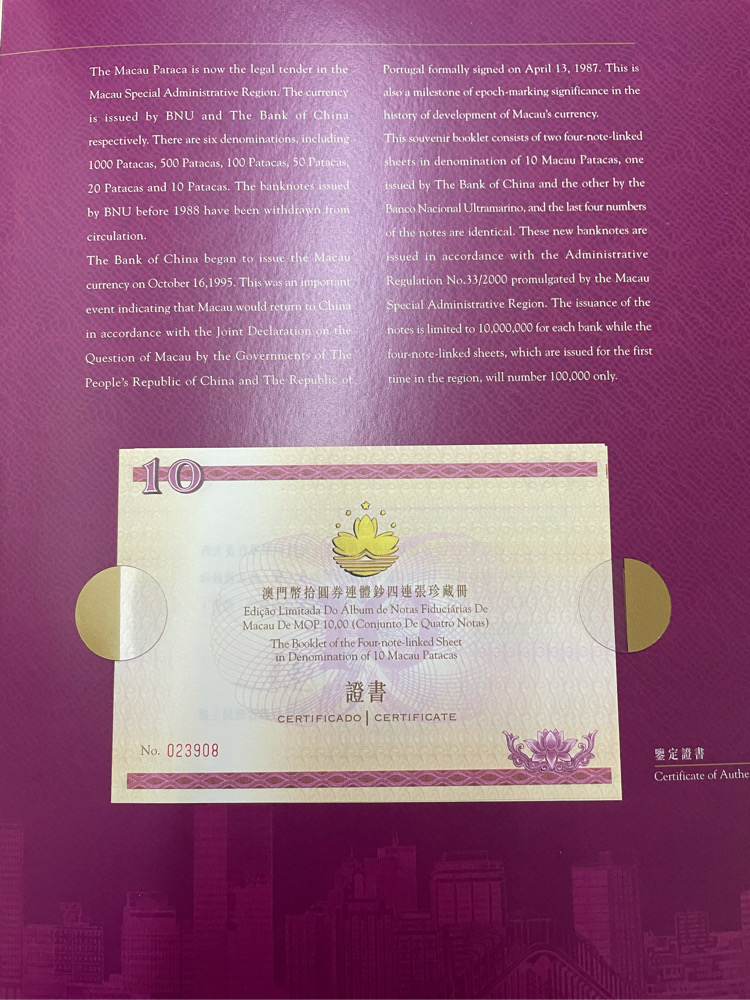 The Macau Pataca is now the legal tender in the
Macau Special Administrative Region. The currency
is issued by BNU and The Bank of China
respectively. There are six denominations, including
1000 Patacas, 500 Patacas, 100 Patacas, 50 Patacas,
20 Patacas and 10 Patacas. The banknotes issued
by BNU before 1988 have been withdrawn from
circulation.
The Bank of China began to issue the Macau
currency on October 16,1995. This was an important
event indicating that Macau would return to China
in accordance with the Joint Declaration on the
Question of Macau by the Governments of The
People's Republic of China and The Republic of
Portugal formally signed on April 13, 1987. This is
also a milestone of epoch-marking significance in the
history of development of Macau's currency.
This souvenir booklet consists of two four-note-linked
sheets in denomination of 10 Macau Patacas, one
issued by The Bank of China and the other by the
Banco Nacional Ultramarino, and the last four numbers
of the notes are identical. These new banknotes are
issued in accordance with the Administrative
Regulation No.33/2000 promulgated by the Macau
Special Administrative Region. The issuance of the
notes is limited to 10,000,000 for each bank while the
four-note-linked sheets, which are issued for the first
time in the region, will number 100,000 only.
10
澳門幣拾圓券連體鈔四連張珍藏冊
Edição Limitada Do Álbum de Notas Fiduciárias De
Macau De MOP 10,00 (Conjunto De Quatro Notas)
The Booklet of the Four-note-linked Sheet
in Denomination of 10 Macau Patacas
證書
CERTIFICADO | CERTIFICATE
No. 023908
鑒定證書
Certificate of Authe